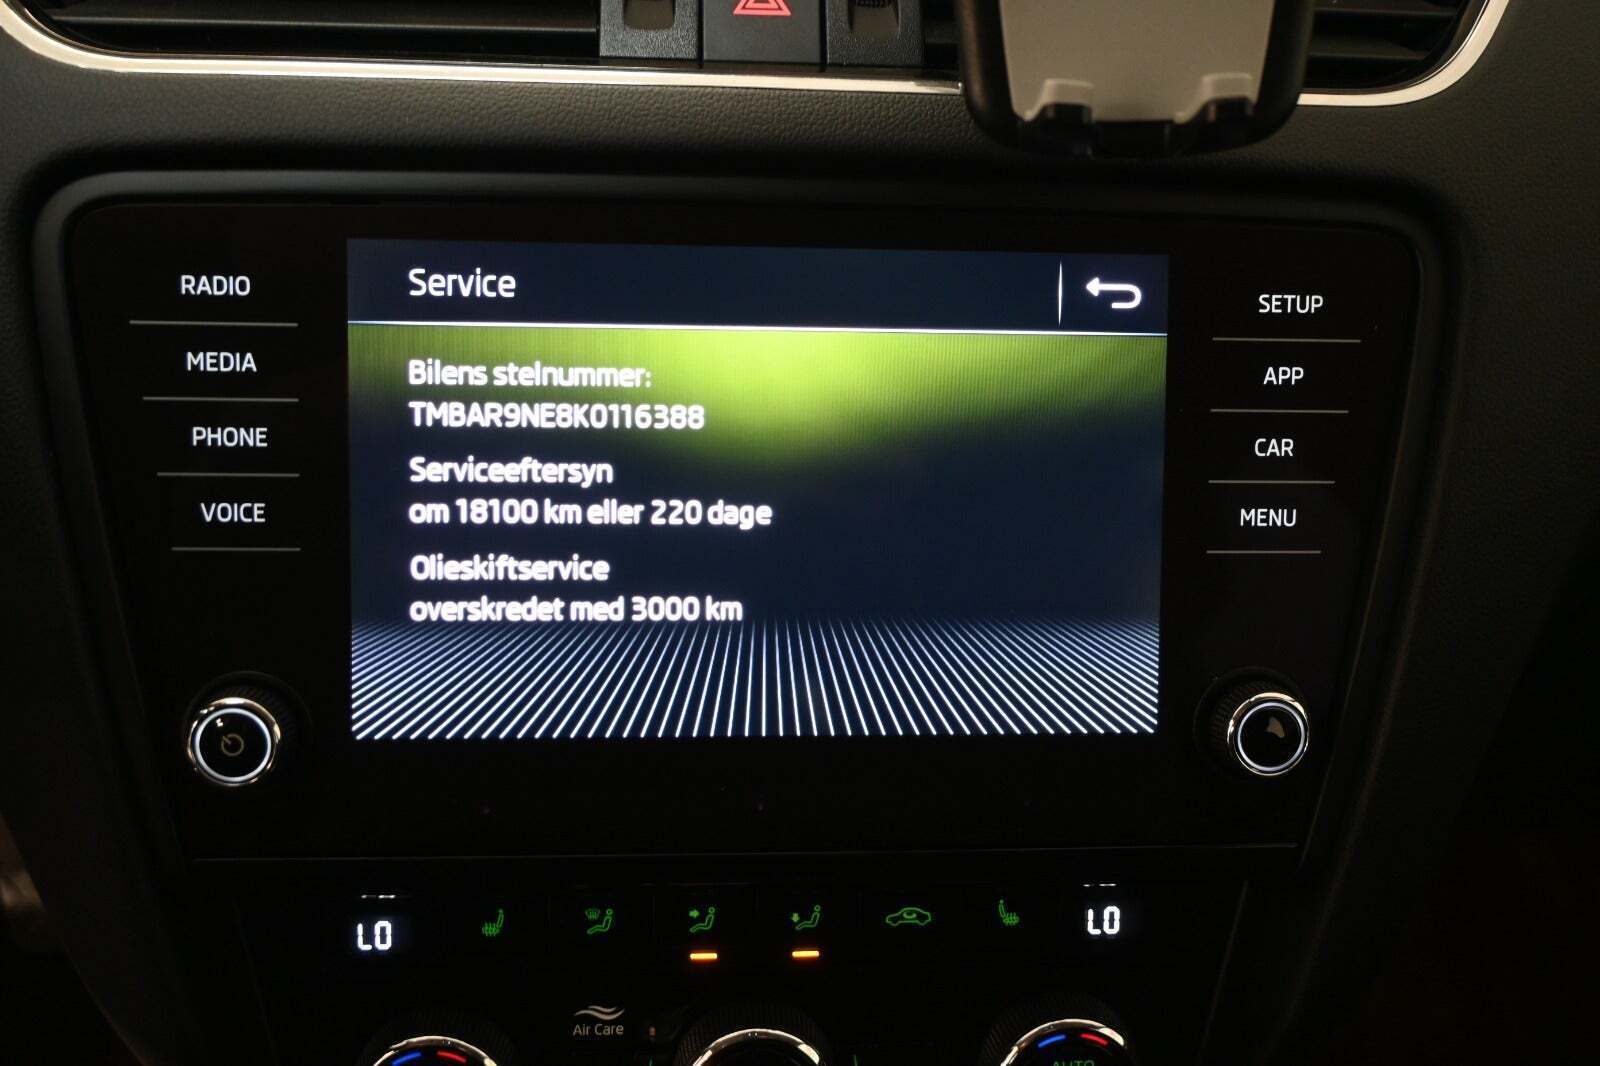 Service
RADIO
MEDIA
PHONE
VOICE
Bilens stelnummer:
TMBAR9NE8K0116388
Serviceeftersyn
om 18100 km eller 220 dage
Olieskiftservice
overskredet med 3000 km
SETUP
APP
CAR
MENU
LO
LO
Air Care
AUTO